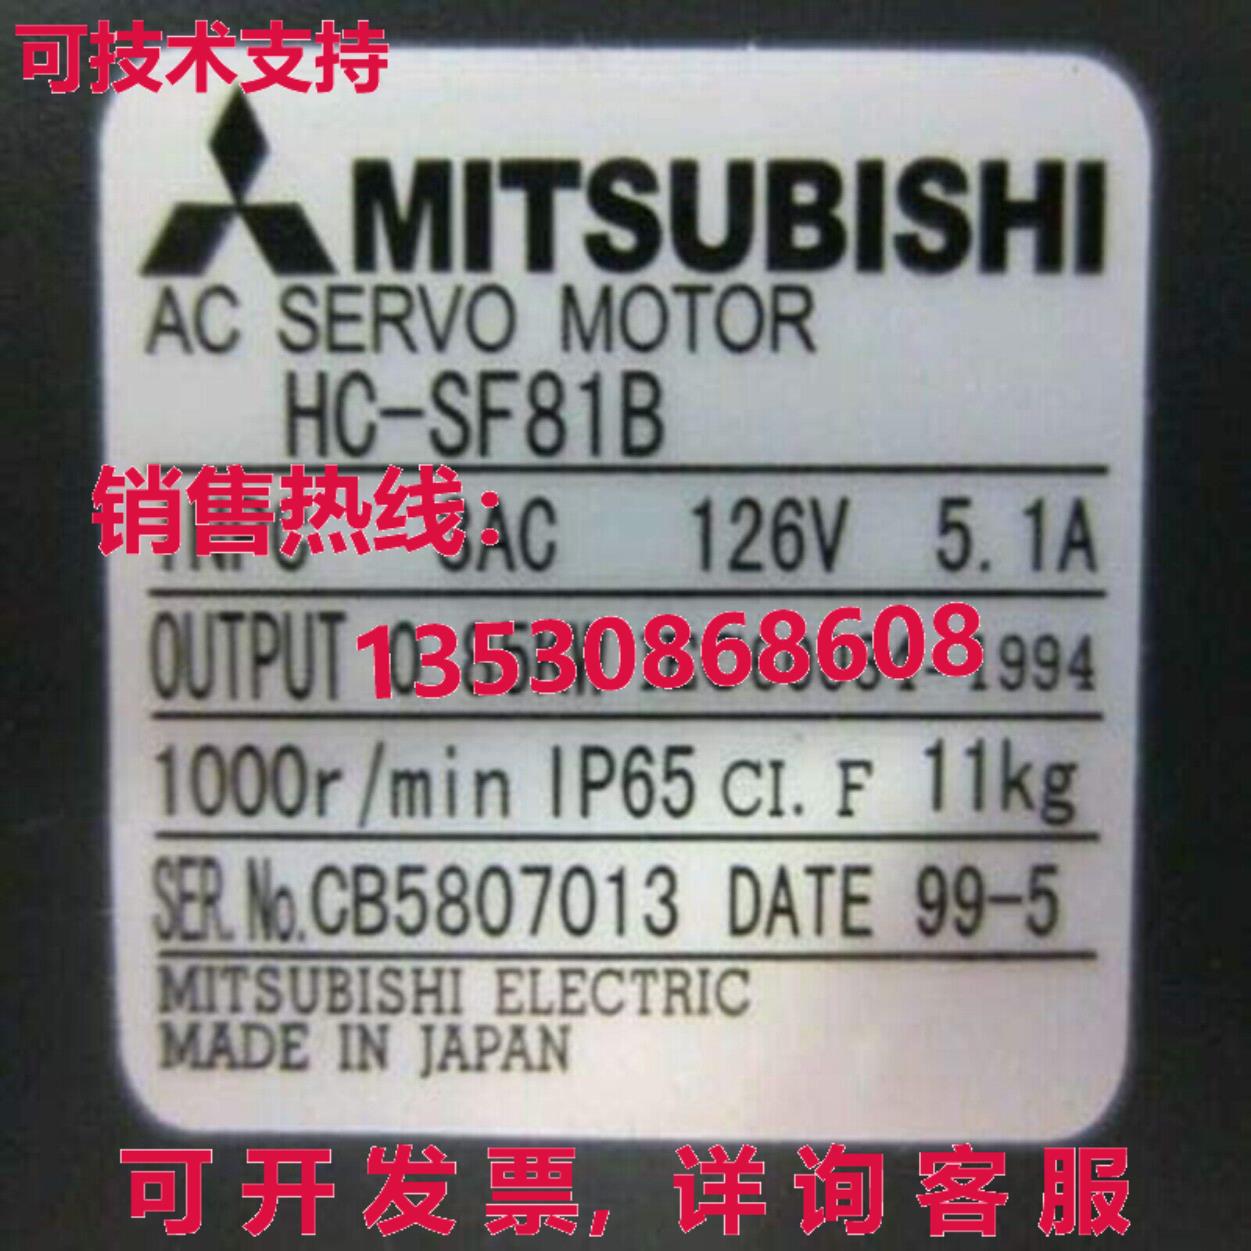 可技术支持
MITSUBISHI
AC SERVO MOTOR
HC-SF81B
销售热线:
3AC 126V 5.1A
13530868608
OUTPUT 1994
1000r/min IP65 CI. F 11kg
SER. No. CB5807013 DATE 99-5
MITSUBISHI ELECTRIC
MADE IN JAPAN
可开发票, 详询客服